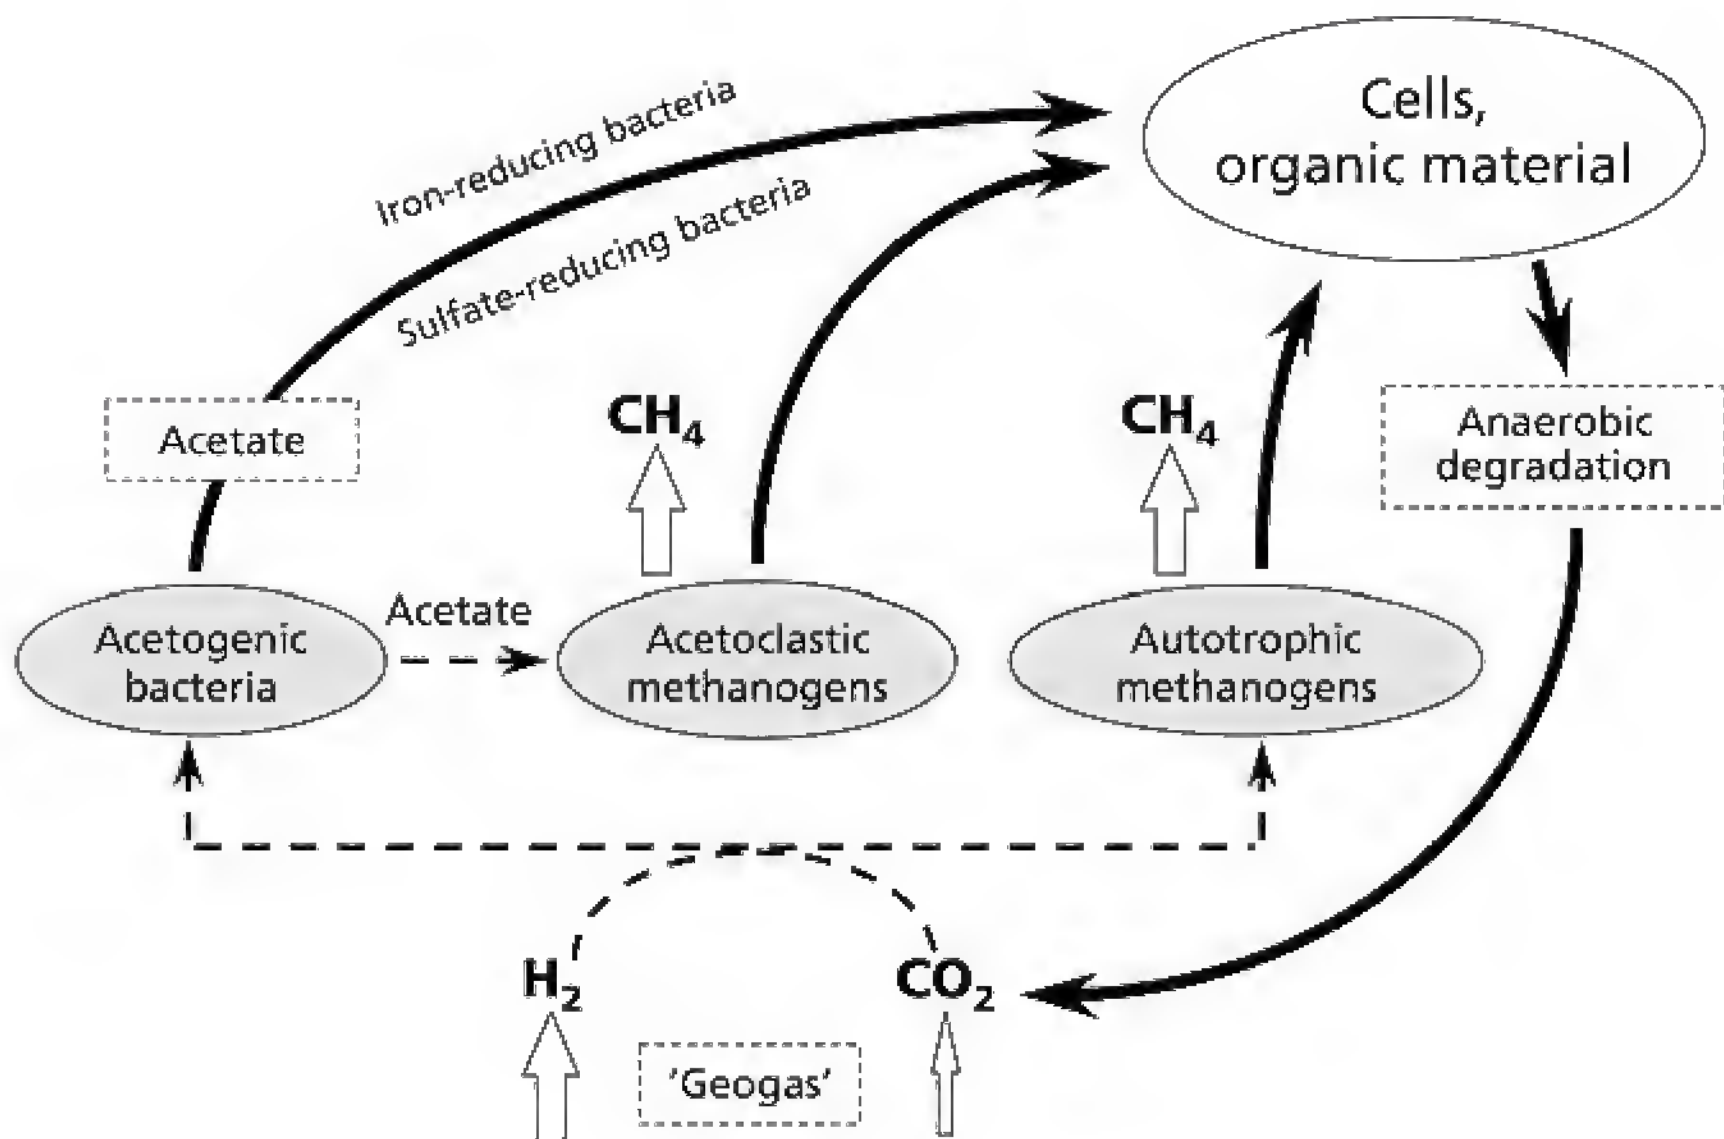 Cells,
organic material
Iron-reducing bacteria
Sulfate-reducing bacteria
Acetate
CH₄
CH₄
Anaerobic
degradation
Acetogenic
bacteria
Acetate
Acetoclastic
methanogens
Autotrophic
methanogens
H₂
CO₂
'Geogas'